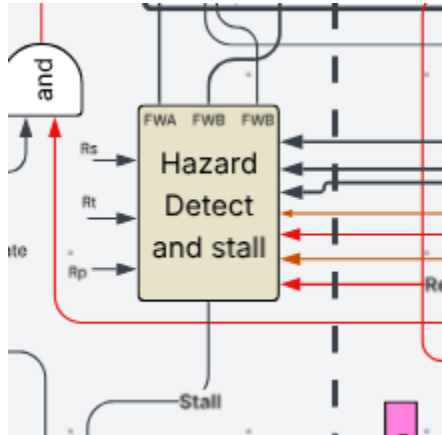 and
FWA FWB FWB
Rs
Hazard
Detect
Rt
and stall
ate
Rp
Re
Stall